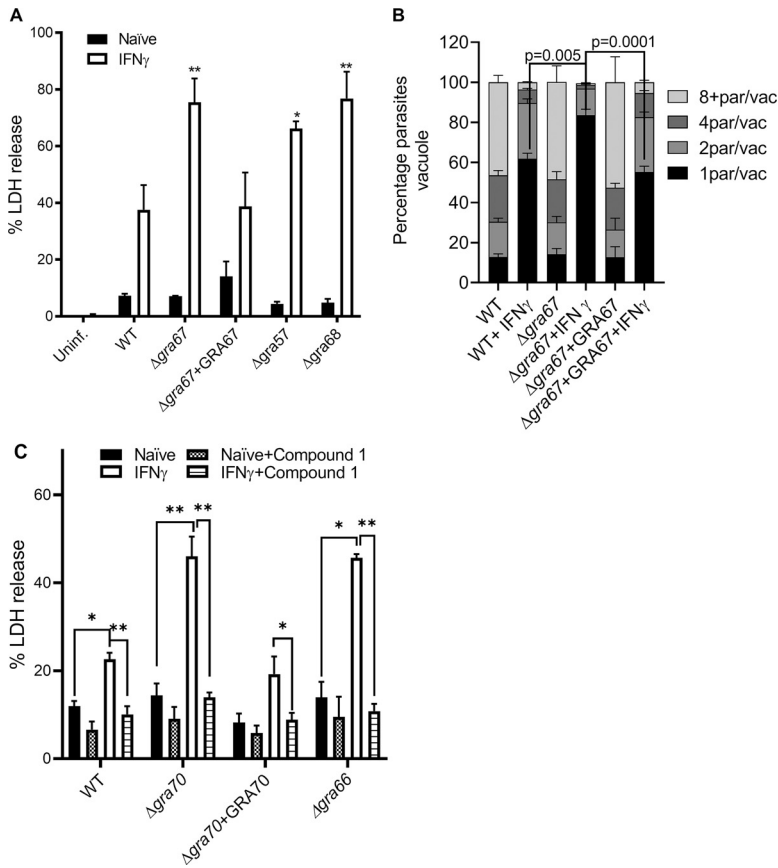 A
Naïve
IFNγ
% LDH release
100
80
60
40
20
0
**
*
**
Uninf.
WT
Δgra67
Δgra67+GRA67
Δgra57
Δgra68
B
Percentage parasites
vacuole
120
100
80
60
40
20
0
p=0.005
p=0.0001
8+par/vac
4par/vac
2par/vac
1par/vac
WT
WT+ IFNγ
Δgra67
Δgra67+IFN γ
Δgra67+GRA67
Δgra67+GRA67+IFNγ
C
Naïve
Naïve+Compound 1
IFNγ
IFNγ+Compound 1
% LDH release
60
40
20
0
*
**
**
**
*
*
**
WT
Δgra70
Δgra70+GRA70
Δgra66